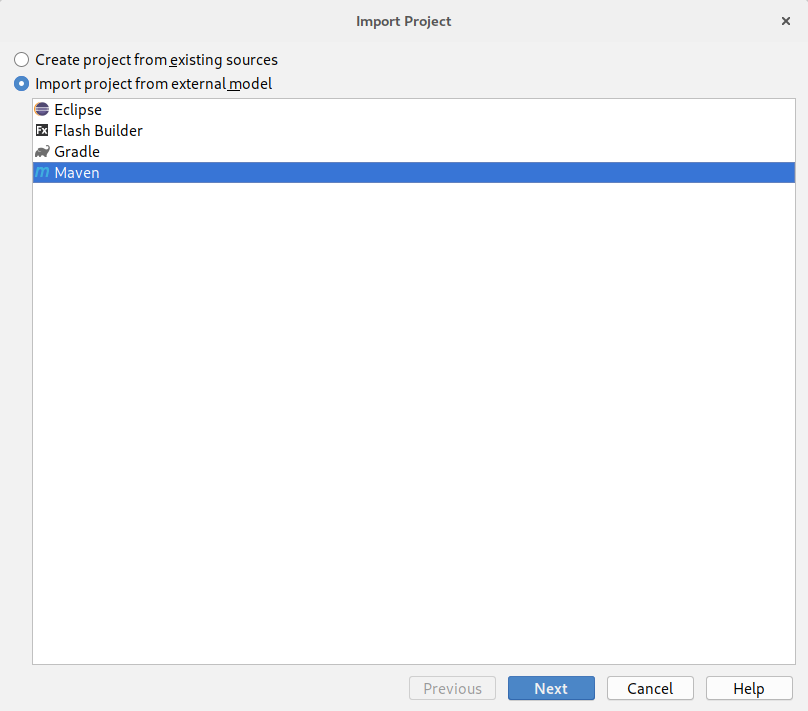 Import Project
Create project from existing sources
Import project from external model
Eclipse
Fx Flash Builder
Gradle
m Maven
Previous Next Cancel Help